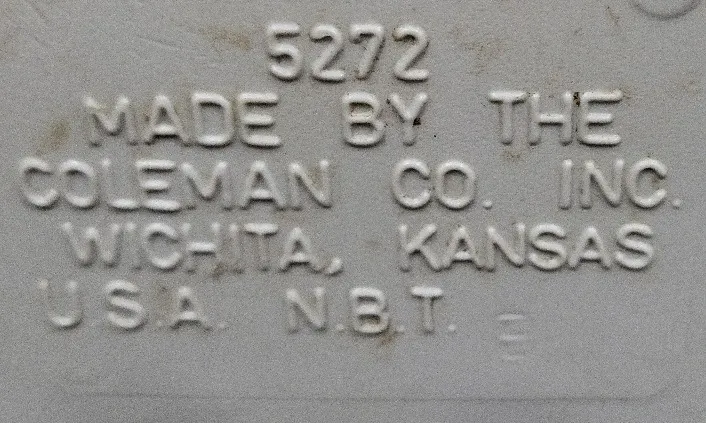 5272
MADE BY THE
COLEMAN CO. INC.
WICHITA, KANSAS
U.S.A. N.B.T.